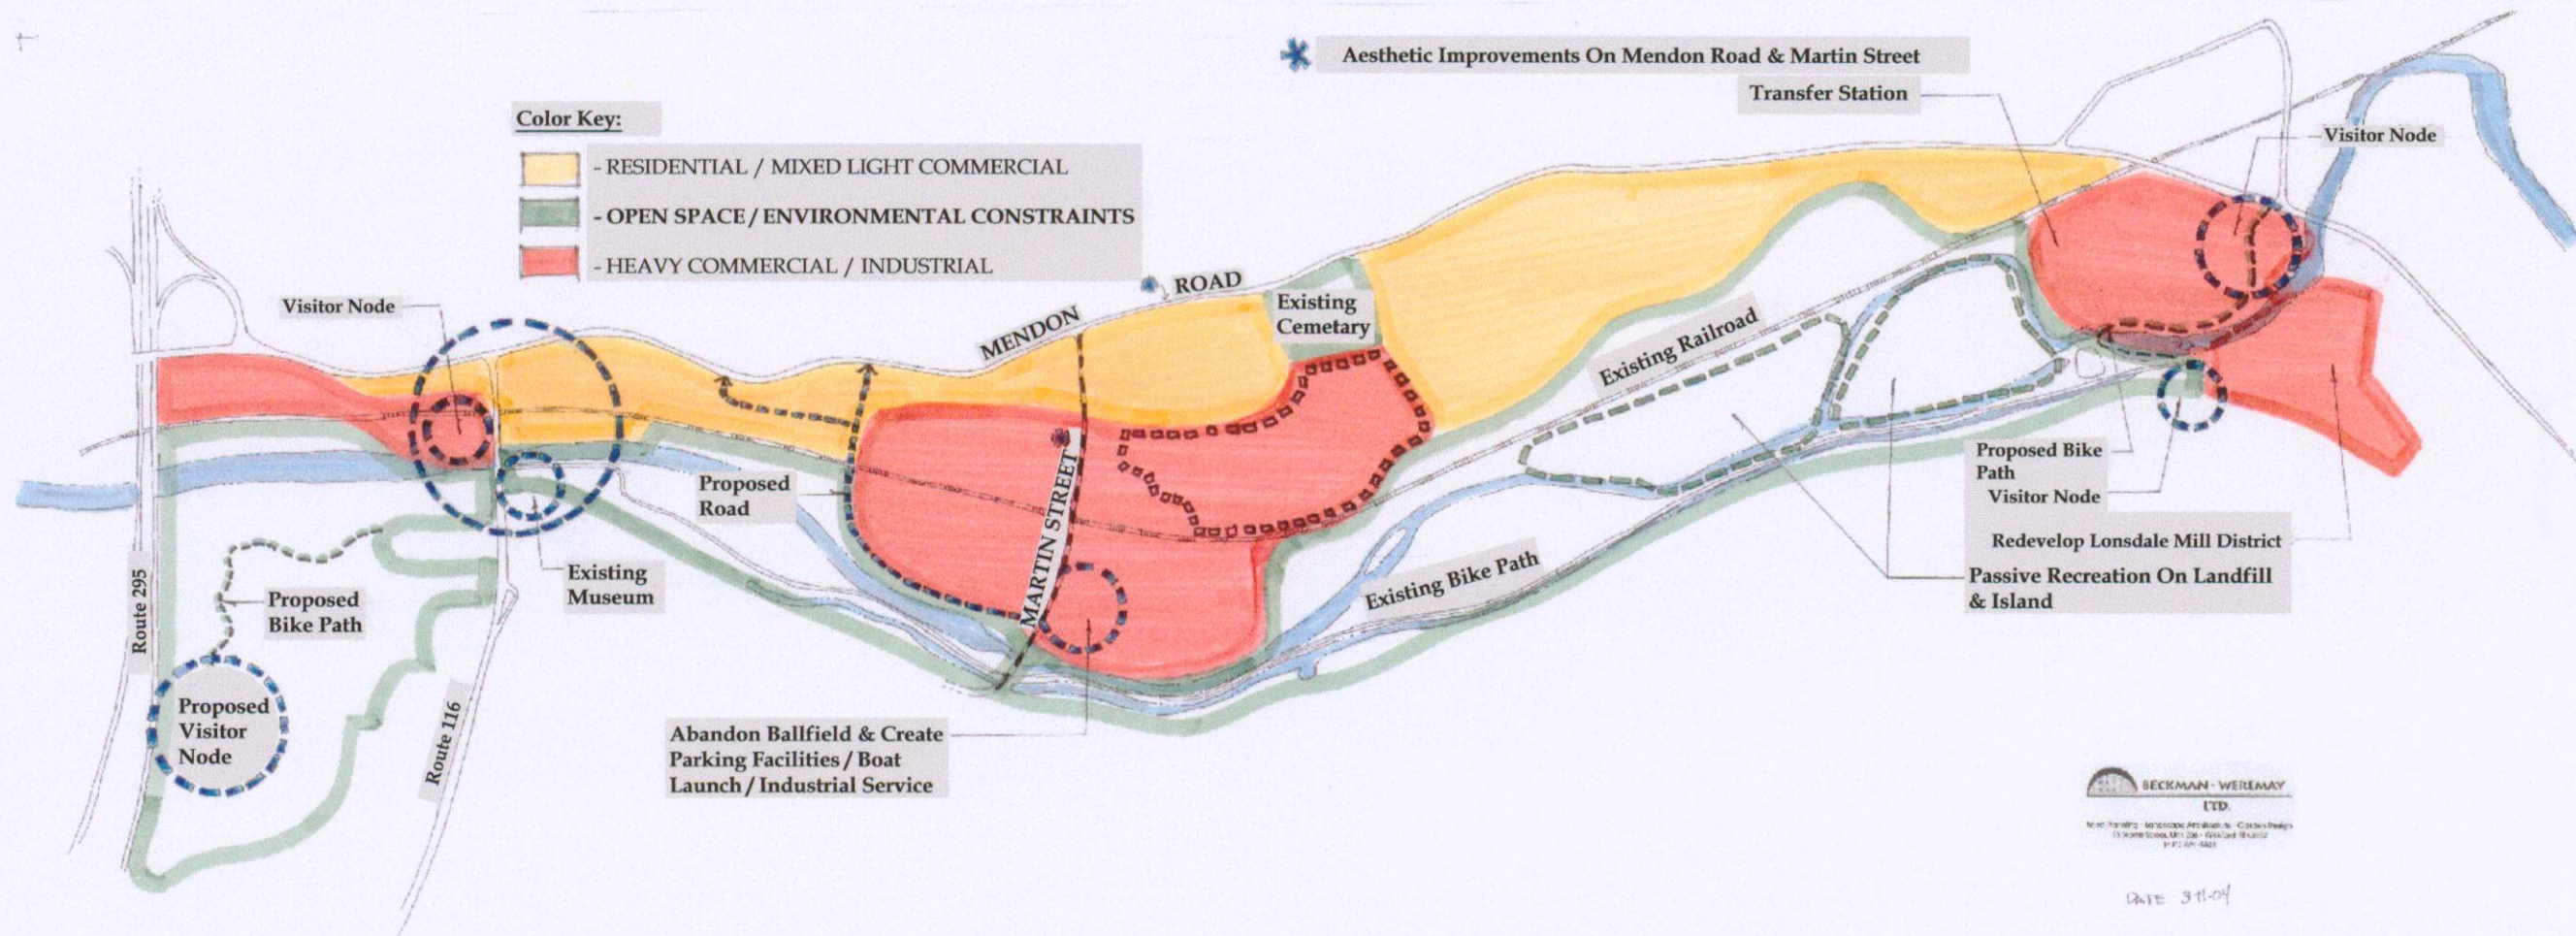 Aesthetic Improvements On Mendon Road & Martin Street
Transfer Station
Visitor Node
Color Key:
- RESIDENTIAL / MIXED LIGHT COMMERCIAL
- OPEN SPACE / ENVIRONMENTAL CONSTRAINTS
- HEAVY COMMERCIAL / INDUSTRIAL
Visitor Node
MENDON
ROAD
Existing
Cemetary
Existing Railroad
Proposed
Road
MARTIN STREET
Proposed Bike
Path
Visitor Node
Redevelop Lonsdale Mill District
Passive Recreation On Landfill
& Island
Existing Bike Path
Existing
Museum
Proposed
Bike Path
Route 295
Route 116
Proposed
Visitor
Node
Abandon Ballfield & Create
Parking Facilities / Boat
Launch / Industrial Service
BECKMAN · WEREMAY
LTD.
Landscape Architecture - Garden Design
DATE